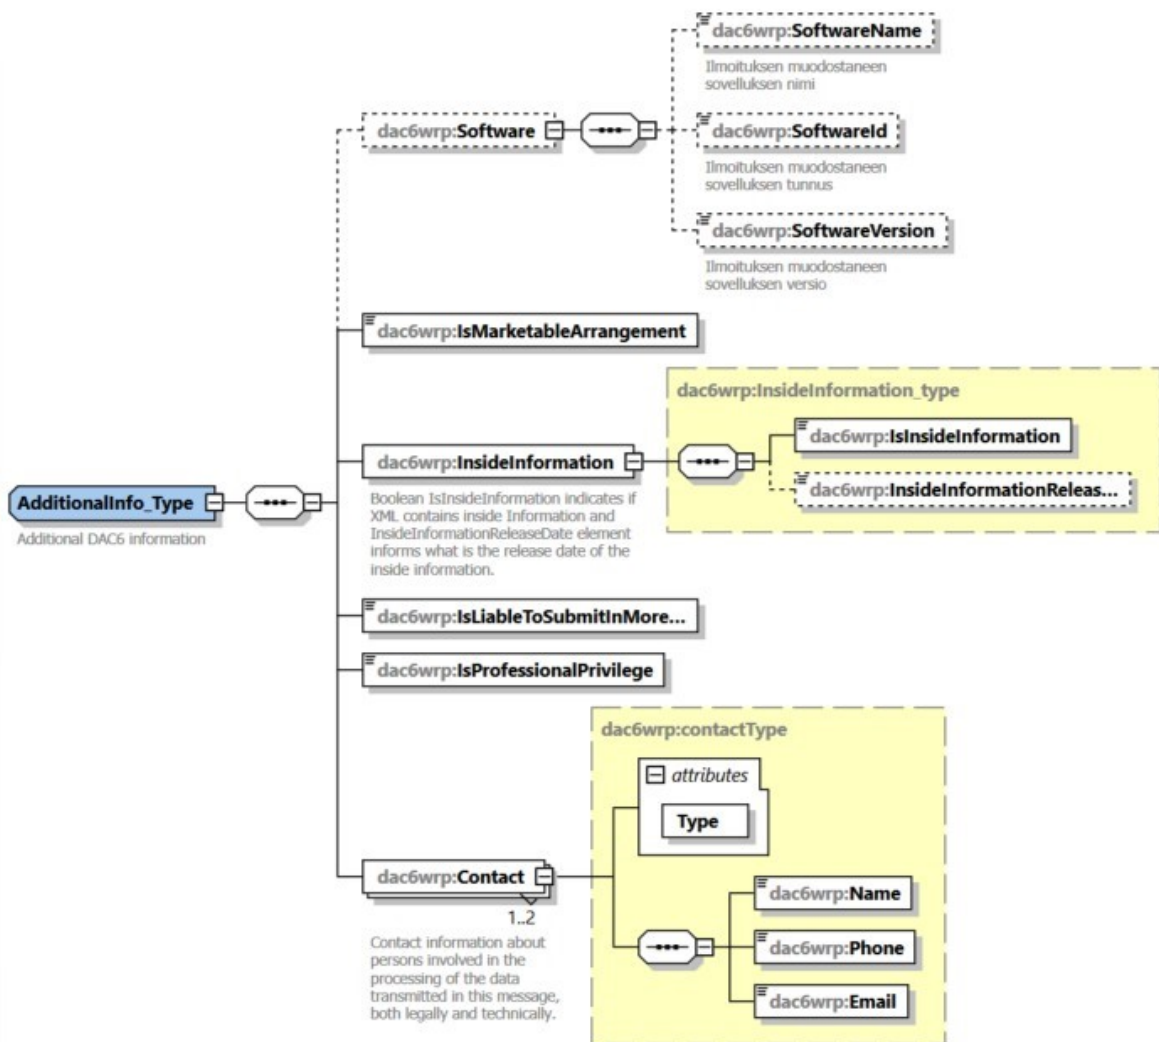 dac6wrp:SoftwareName
Ilmoituksen muodostaneen
sovelluksen nimi
dac6wrp:Software
dac6wrp:SoftwareId
Ilmoituksen muodostaneen
sovelluksen tunnus
dac6wrp:SoftwareVersion
Ilmoituksen muodostaneen
sovelluksen versio
dac6wrp:IsMarketableArrangement
dac6wrp:InsideInformation_type
dac6wrp:IsInsideInformation
dac6wrp:InsideInformation
dac6wrp:InsideInformationReleas...
Boolean IsInsideInformation indicates if
XML contains inside Information and
InsideInformationReleaseDate element
informs what is the release date of the
inside information.
AdditionalInfo_Type
Additional DAC6 information
dac6wrp:IsLiableToSubmitInMore...
dac6wrp:IsProfessionalPrivilege
dac6wrp:contactType
attributes
Type
dac6wrp:Contact
1..2
Contact information about
persons involved in the
processing of the data
transmitted in this message,
both legally and technically.
dac6wrp:Name
dac6wrp:Phone
dac6wrp:Email